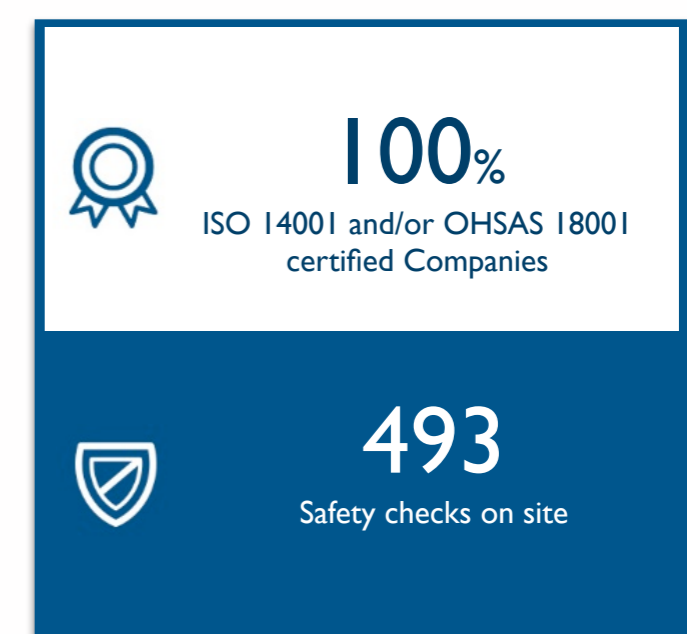 100%
ISO 14001 and/or OHSAS 18001
certified Companies
493
Safety checks on site